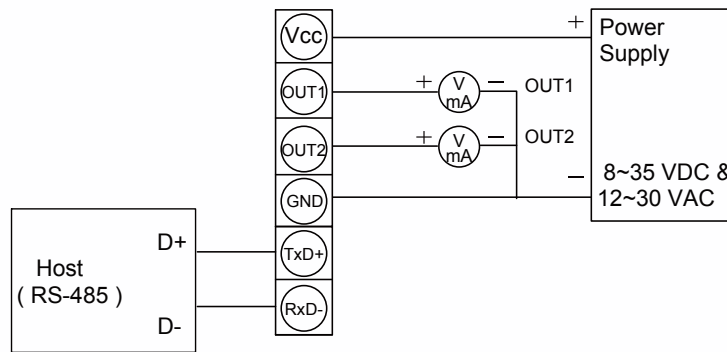 Vcc
+
+
Power
Supply
OUT1
+
V
mA
−
OUT1
OUT2
+
V
mA
−
OUT2
GND
−
8~35 VDC &
12~30 VAC
D+
TxD+
Host
( RS-485 )
D-
RxD-